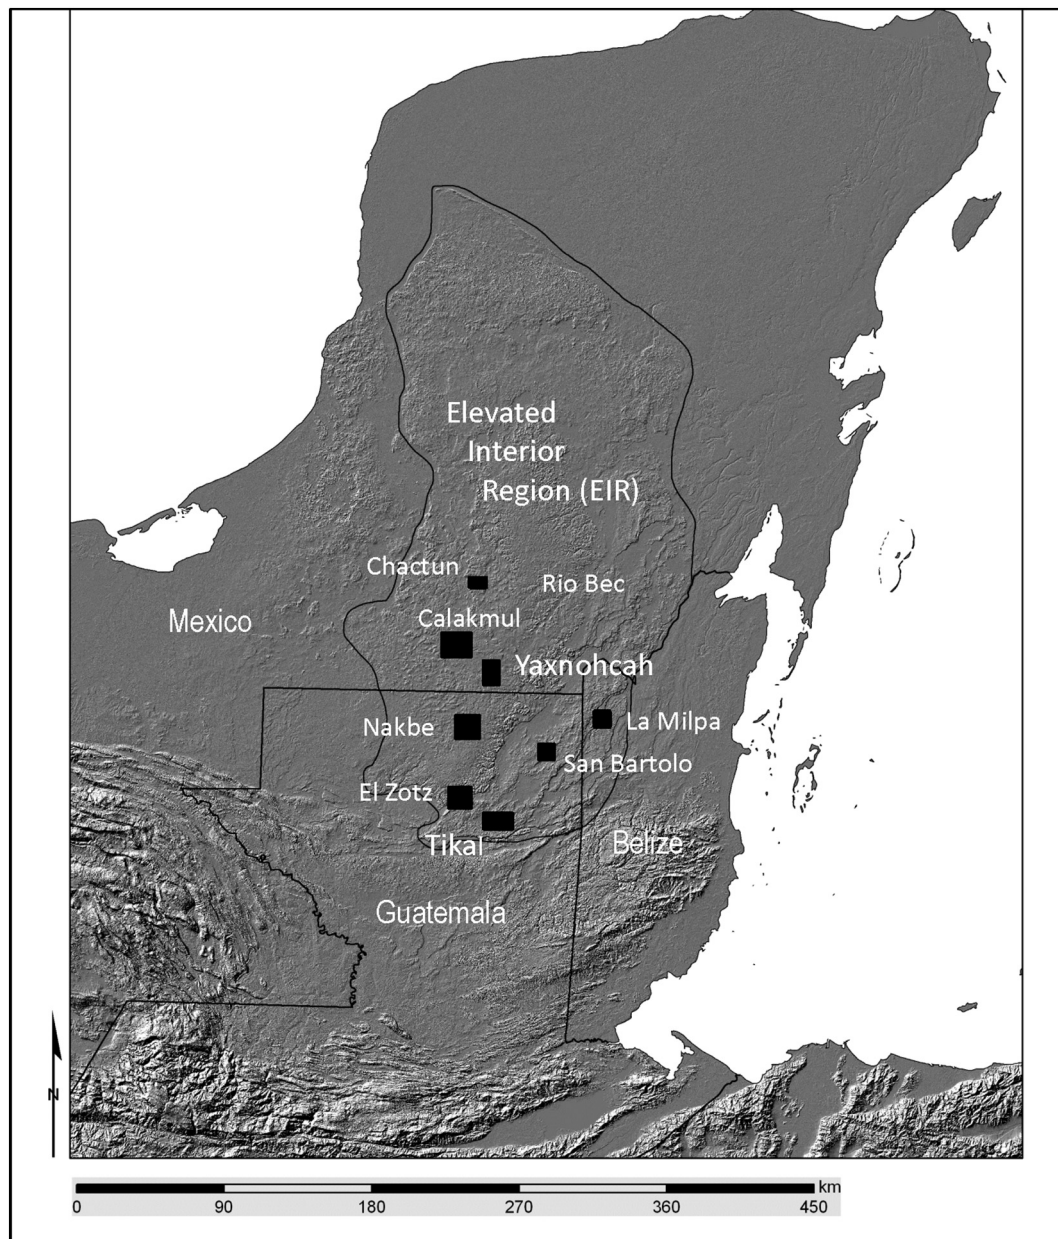 Elevated
Interior
Region (EIR)
Chactun
Rio Bec
Mexico
Calakmul
Yaxnohcah
Nakbe
La Milpa
San Bartolo
El Zotz
Tikal
Belize
Guatemala
N
km
0 90 180 270 360 450